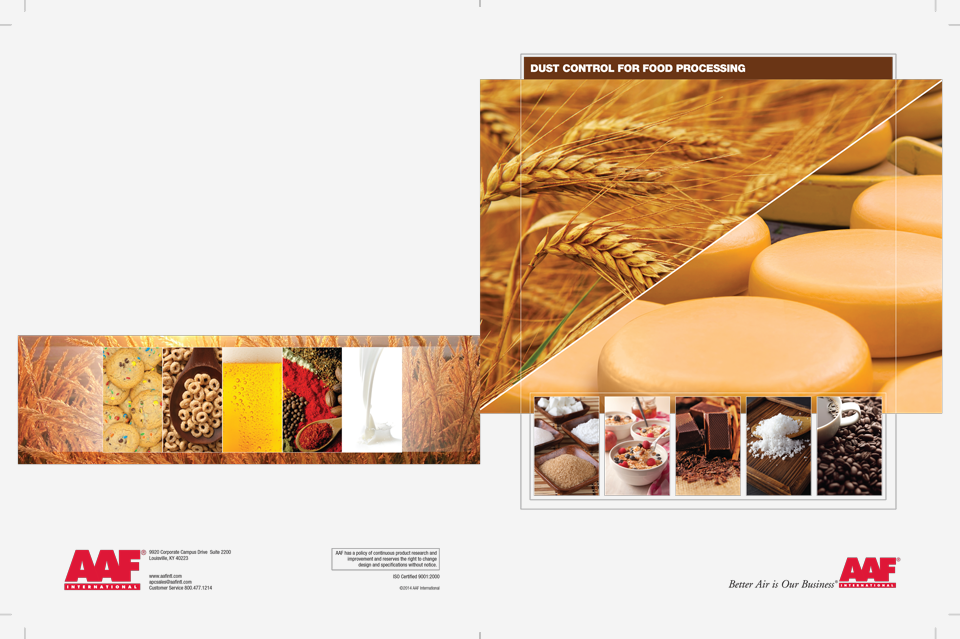 DUST CONTROL FOR FOOD PROCESSING
AAF®
INTERNATIONAL
9920 Corporate Campus Drive Suite 2200
Louisville, KY 40223
www.aafintl.com
apcsales@aafintl.com
Customer Service 800.477.1214
AAF has a policy of continuous product research and
improvement and reserves the right to change
design and specifications without notice.
ISO Certified 9001:2000
©2014 AAF International
Better Air is Our Business®
AAF®
INTERNATIONAL